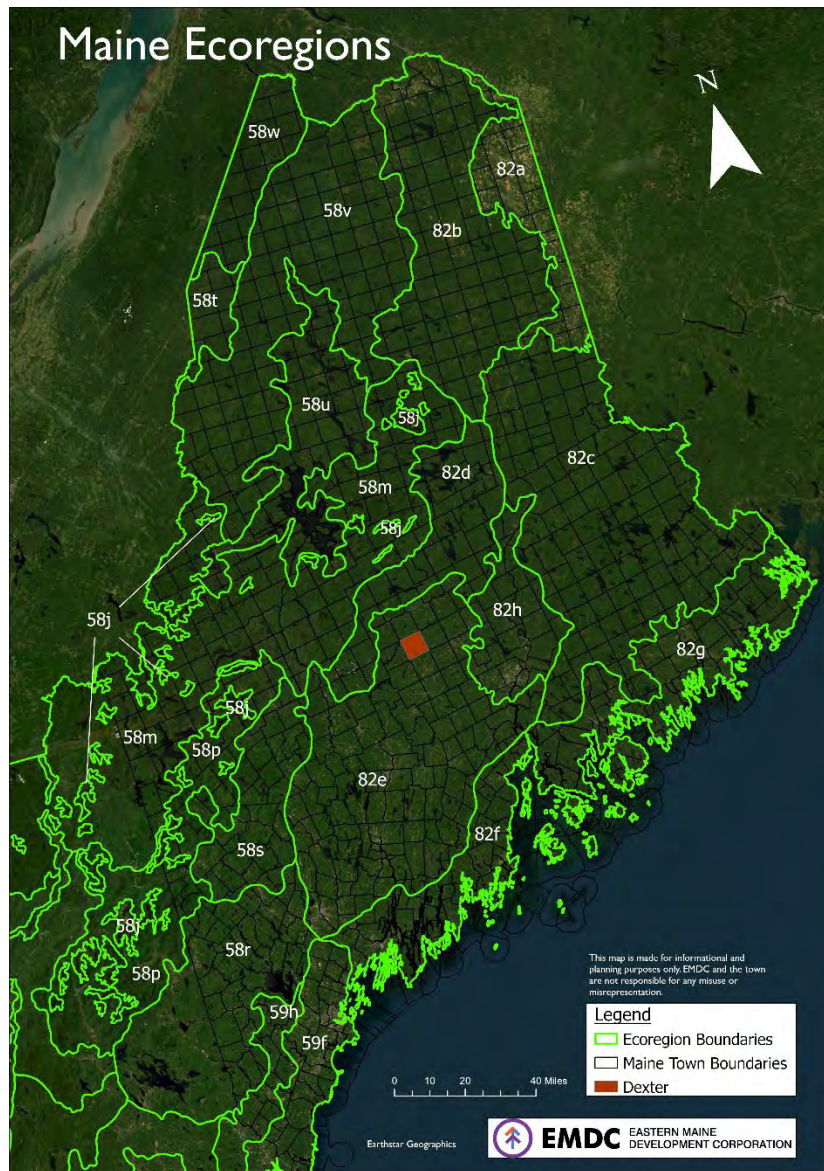 Maine Ecoregions
N
58w
82a
58v
82b
58t
58u
58j
82c
82d
58m
58j
58j
82h
82g
58j
58m
58p
82e
82f
58s
58j
58r
58p
59h
59f
This map is made for informational and
planning purposes only. EMDC and the town
are not responsible for any misuse or
misrepresentation.
Legend
Ecoregion Boundaries
Maine Town Boundaries
Dexter
0 10 20 40 Miles
Earthstar Geographics
EMDC EASTERN MAINE
DEVELOPMENT CORPORATION